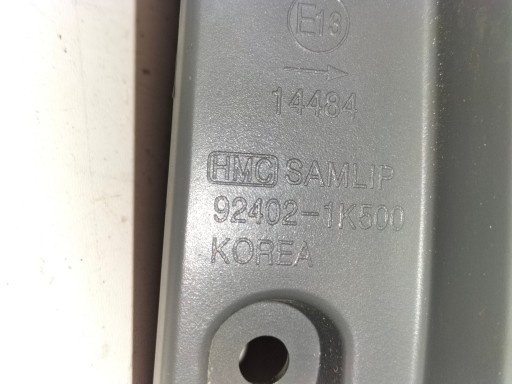 E13
→
14484
HMC SAMLIP
92402-1K500
KOREA